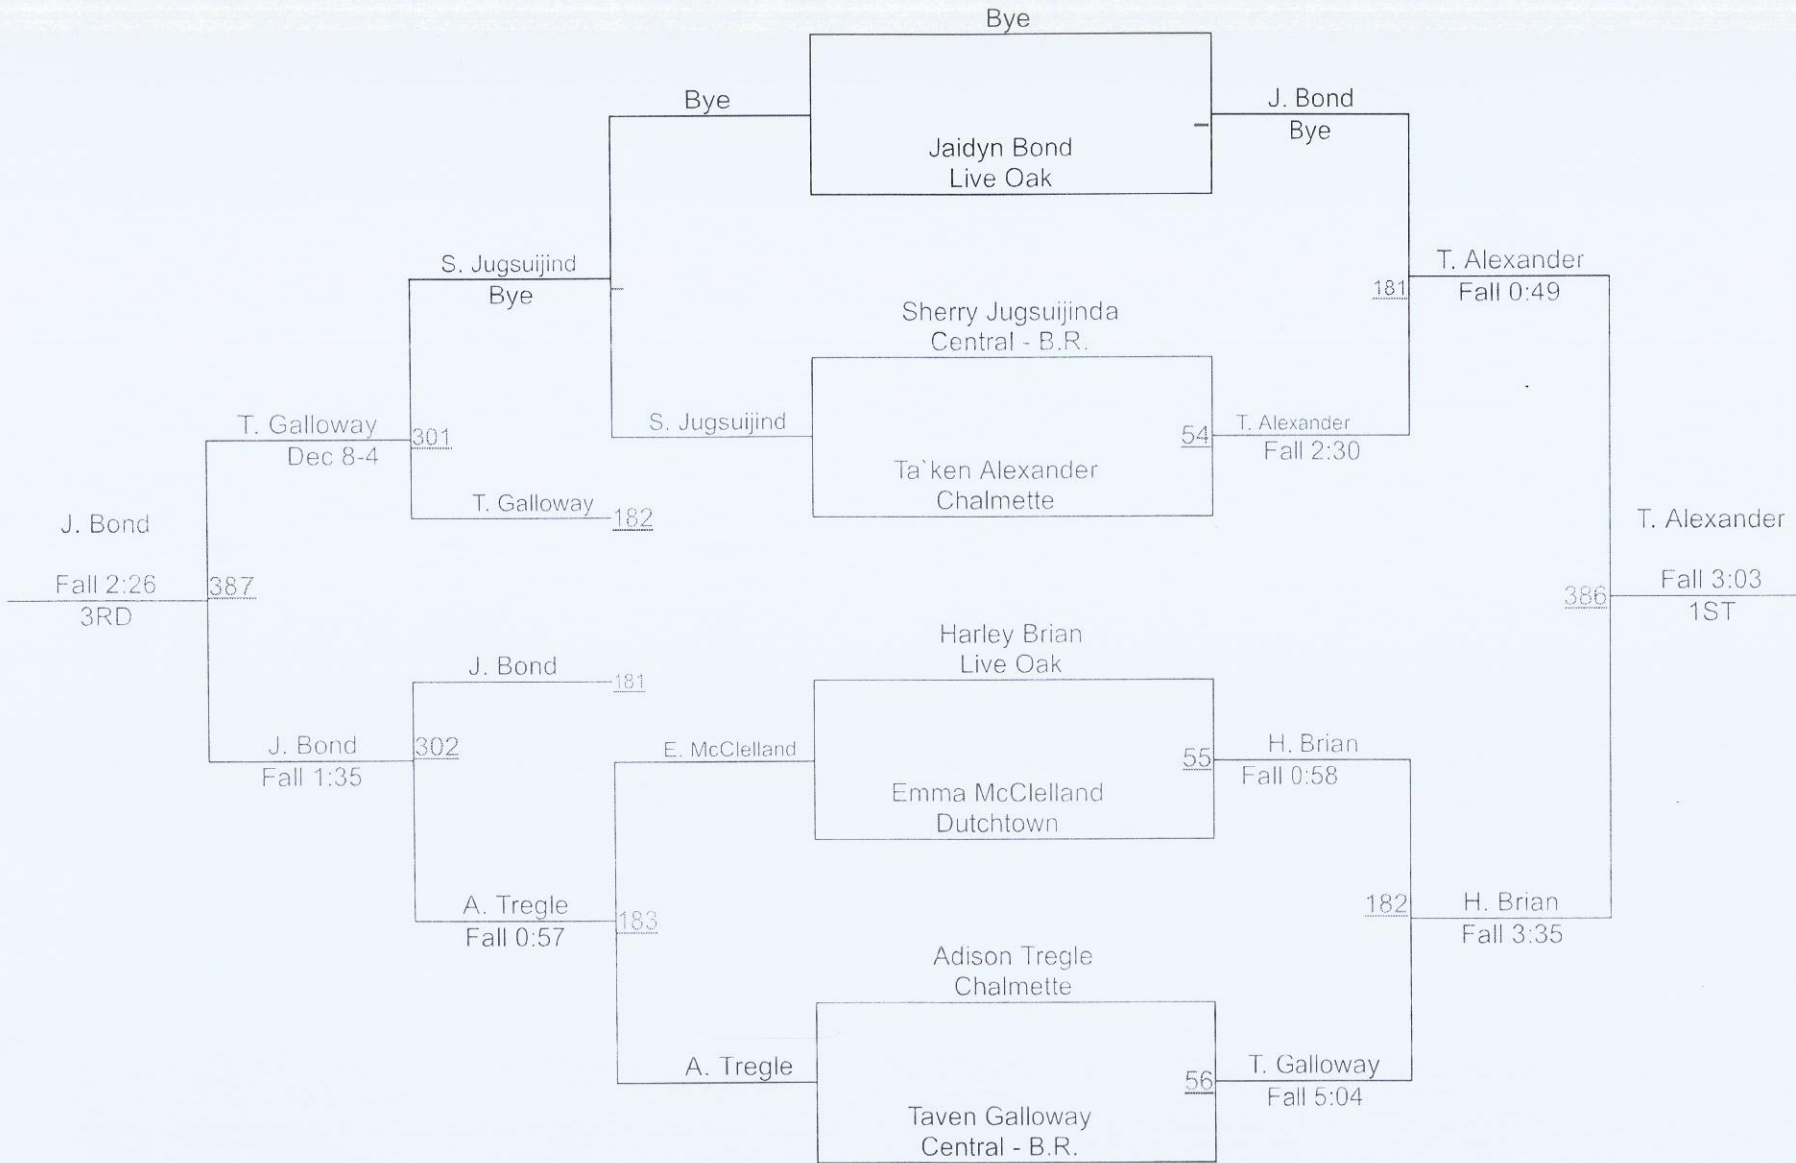 Bye
Bye
J. Bond
Bye
Jaidyn Bond
Live Oak
S. Jugsuijind
Bye
T. Alexander
181
Fall 0:49
Sherry Jugsuijinda
Central - B.R.
S. Jugsuijind
54
T. Alexander
Fall 2:30
T. Galloway
301
Dec 8-4
Ta`ken Alexander
Chalmette
T. Galloway
182
J. Bond
Fall 2:26
387
3RD
T. Alexander
386
Fall 3:03
1ST
Harley Brian
Live Oak
J. Bond
181
J. Bond
302
Fall 1:35
E. McClelland
55
H. Brian
Fall 0:58
Emma McClelland
Dutchtown
A. Tregle
183
Fall 0:57
182
H. Brian
Fall 3:35
Adison Tregle
Chalmette
A. Tregle
56
T. Galloway
Fall 5:04
Taven Galloway
Central - B.R.